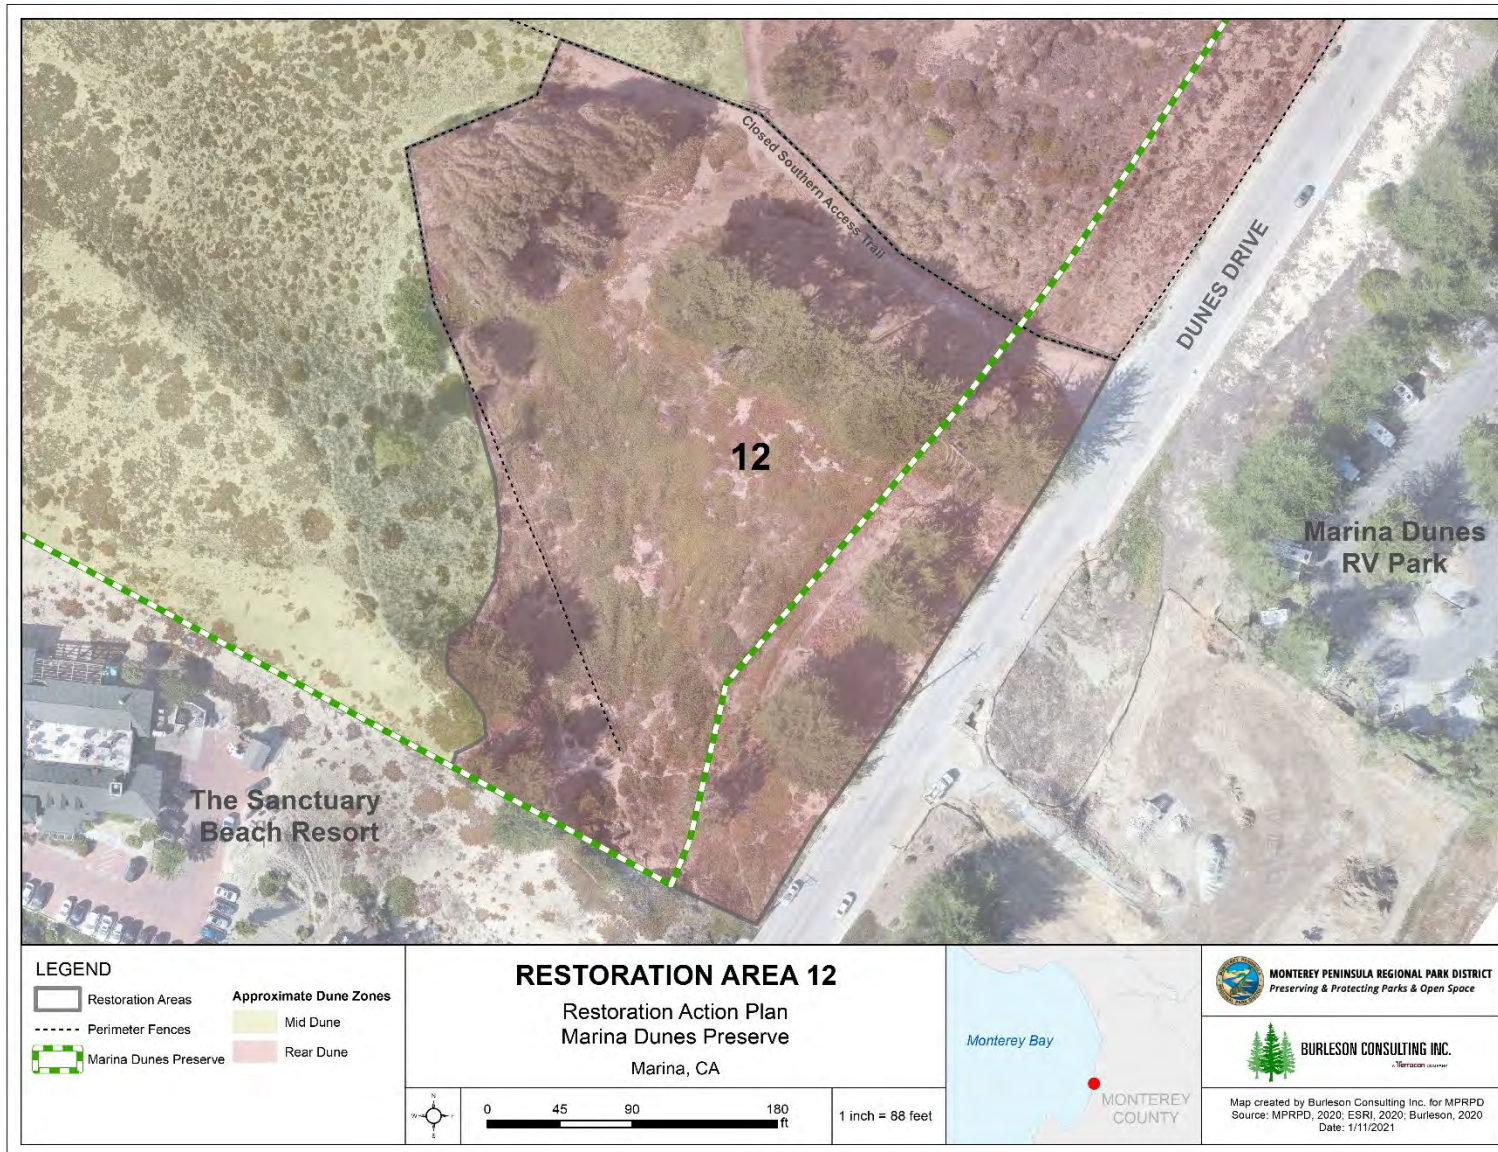 Closed Southern Access Trail
DUNES DRIVE
12
Marina Dunes
RV Park
The Sanctuary
Beach Resort
LEGEND
Restoration Areas
Perimeter Fences
Marina Dunes Preserve
Approximate Dune Zones
Mid Dune
Rear Dune
RESTORATION AREA 12
Restoration Action Plan
Marina Dunes Preserve
Marina, CA
N
W
E
S
0 45 90 180
ft
1 inch = 88 feet
Monterey Bay
MONTEREY
COUNTY
MONTEREY PENINSULA REGIONAL PARK DISTRICT
Preserving & Protecting Parks & Open Space
BURLESON CONSULTING INC.
A Terracon COMPANY
Map created by Burleson Consulting Inc. for MPRPD
Source: MPRPD, 2020; ESRI, 2020; Burleson, 2020
Date: 1/11/2021